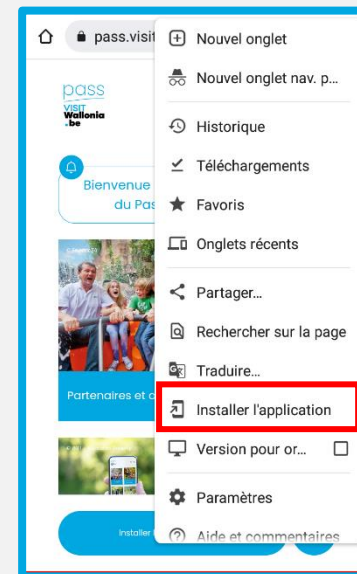 pass.visit
Nouvel onglet
Nouvel onglet nav. p...
Historique
Téléchargements
Favoris
Onglets récents
Partager...
Rechercher sur la page
Traduire...
Installer l'application
Version pour or...
Paramètres
Aide et commentaires
pass
VISIT
Wallonia
.be
Bienvenue
du Pas
Partenaires et
Installer